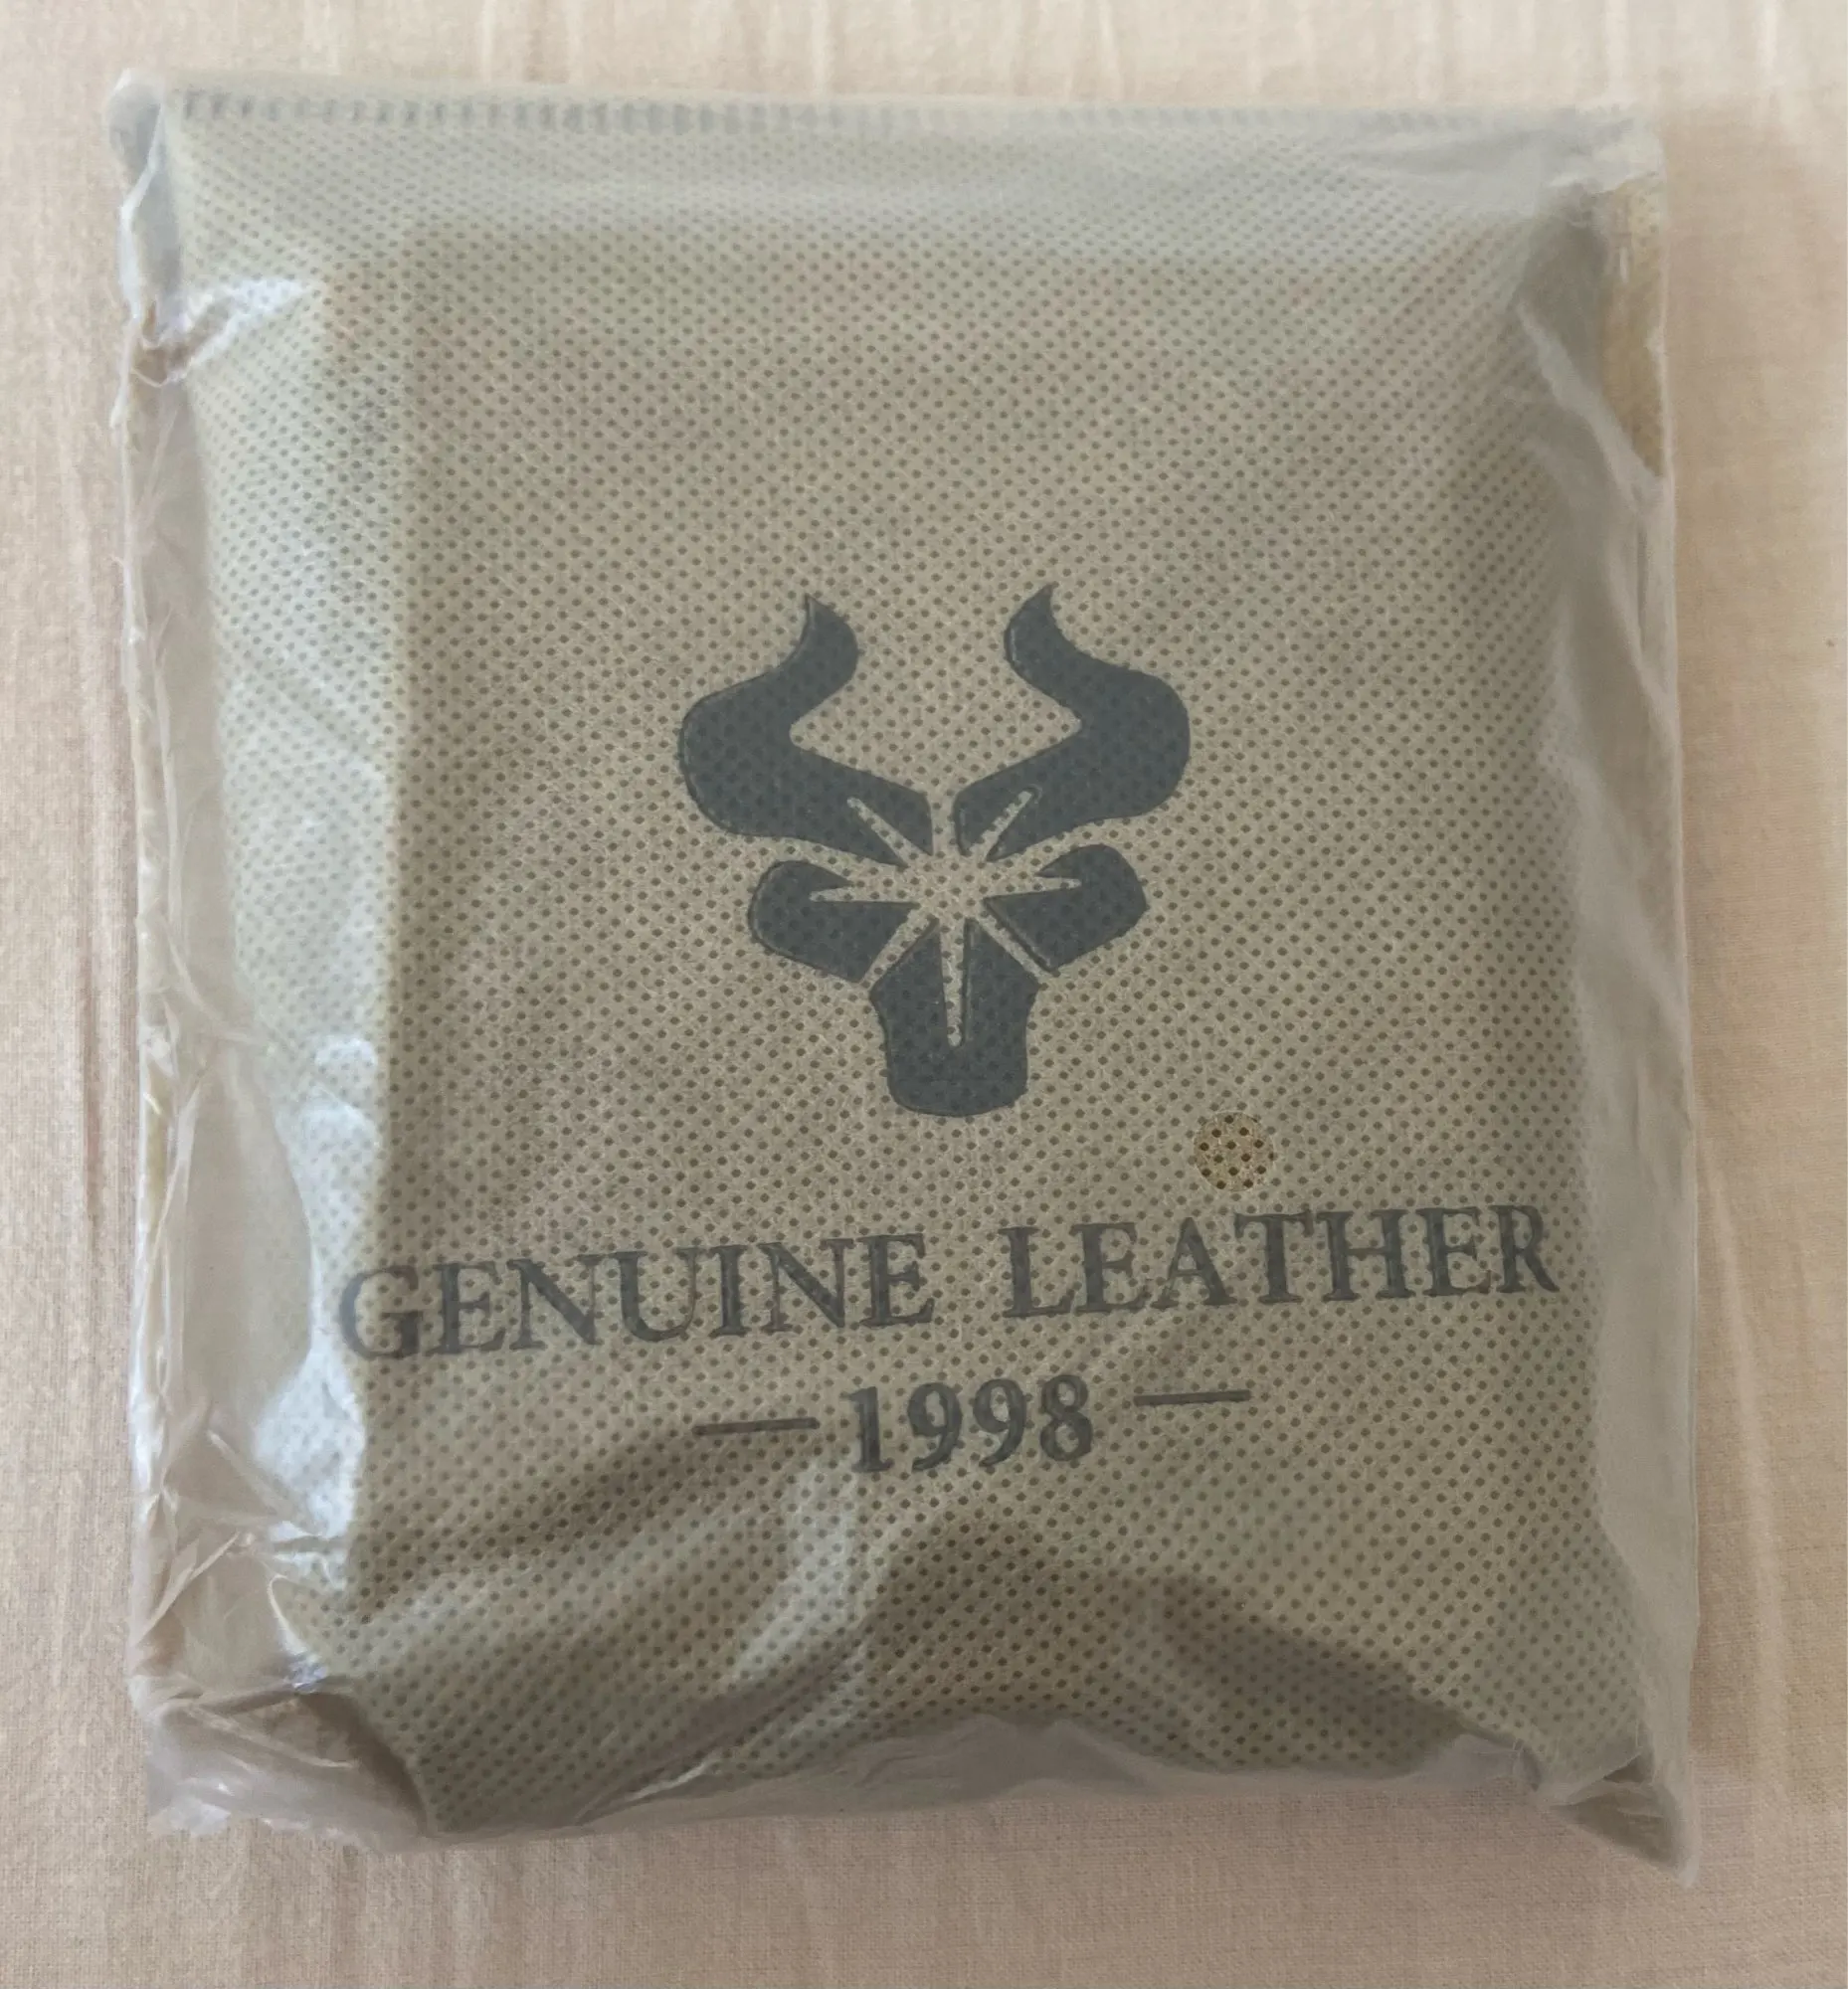 GENUINE LEATHER
— 1998 —